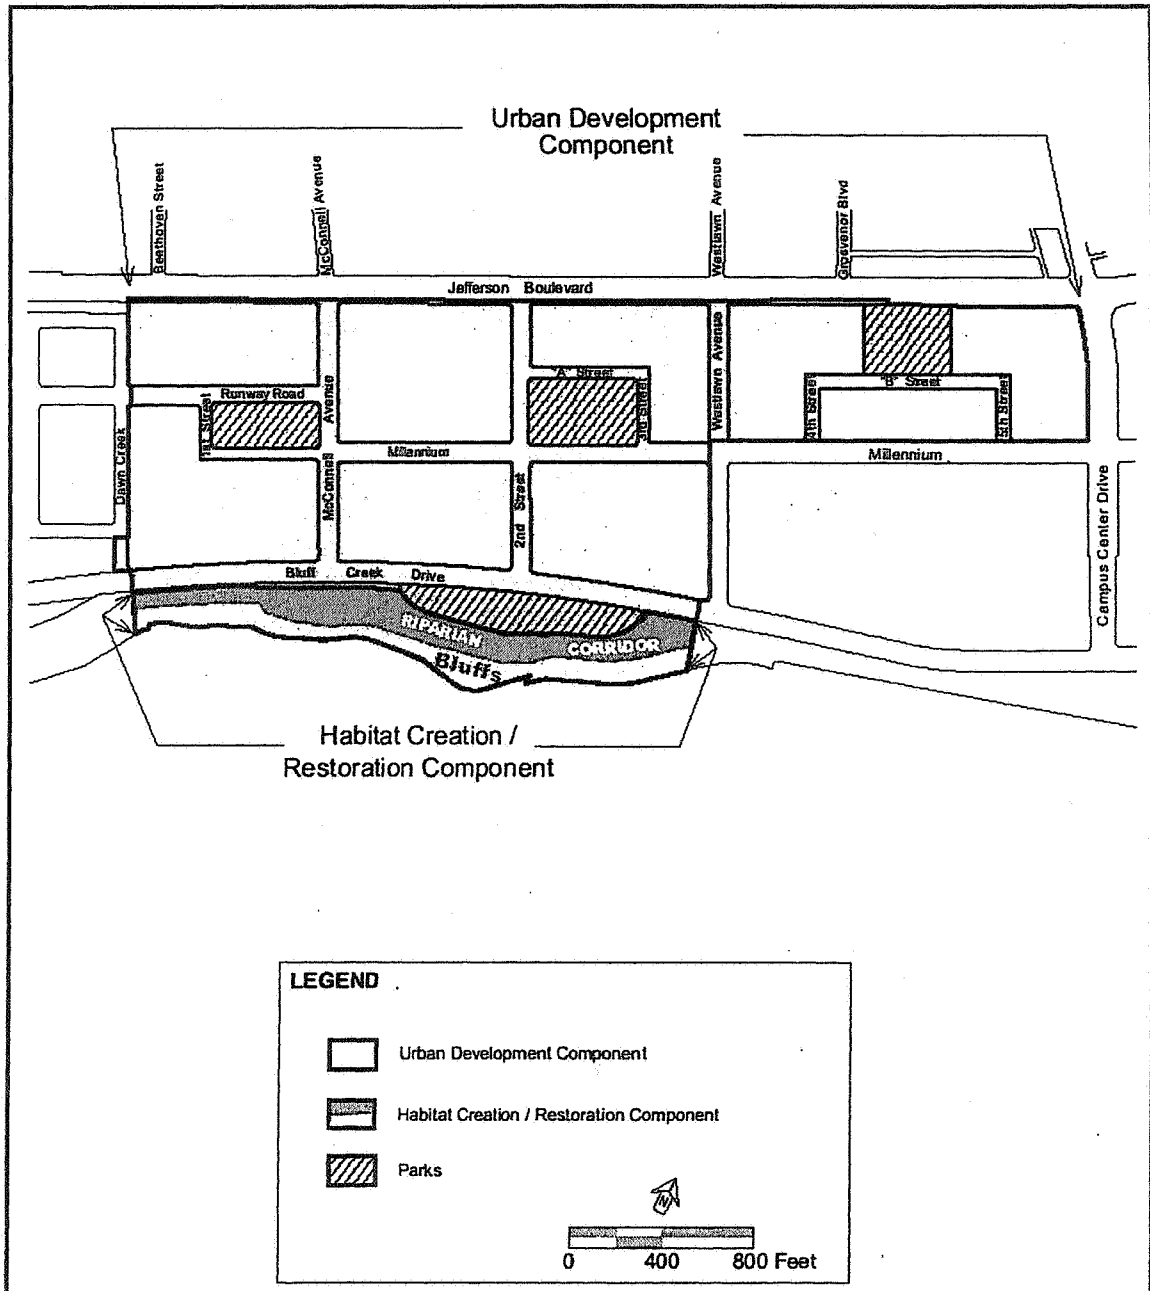 Urban Development
Component
Beethoven Street
McConnell Avenue
Westlawn Avenue
Grosvenor Blvd
Jefferson Boulevard
Westlawn Avenue
"A" Street
"B" Street
Runway Road
Avenue
1st Street
3rd Street
4th Street
5th Street
Millennium
Millennium
Dawn Creek
McConnell
2nd Street
Campus Center Drive
Bluff Creek Drive
RIPARIAN
CORRIDOR
Bluffs
Habitat Creation /
Restoration Component
LEGEND
Urban Development Component
Habitat Creation / Restoration Component
Parks
N
0 400 800 Feet